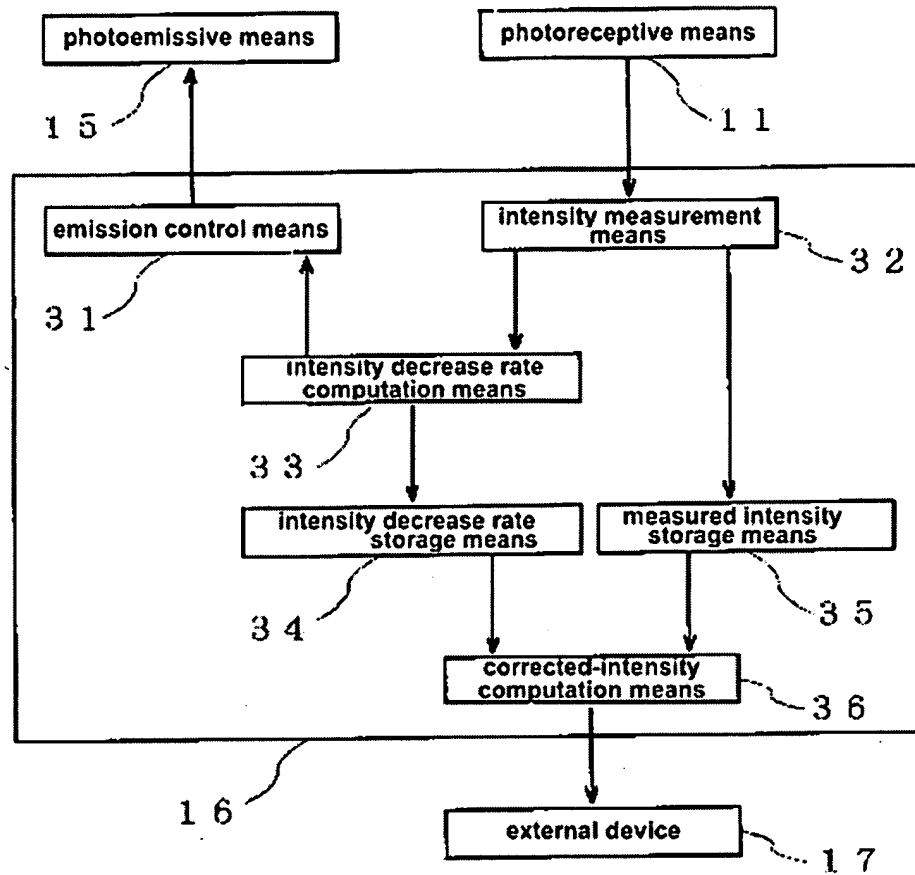 photoemissive means
photoreceptive means
15
11
emission control means
intensity measurement
means
31
32
intensity decrease rate
computation means
33
intensity decrease rate
storage means
measured intensity
storage means
34
35
corrected-intensity
computation means
36
16
external device
17